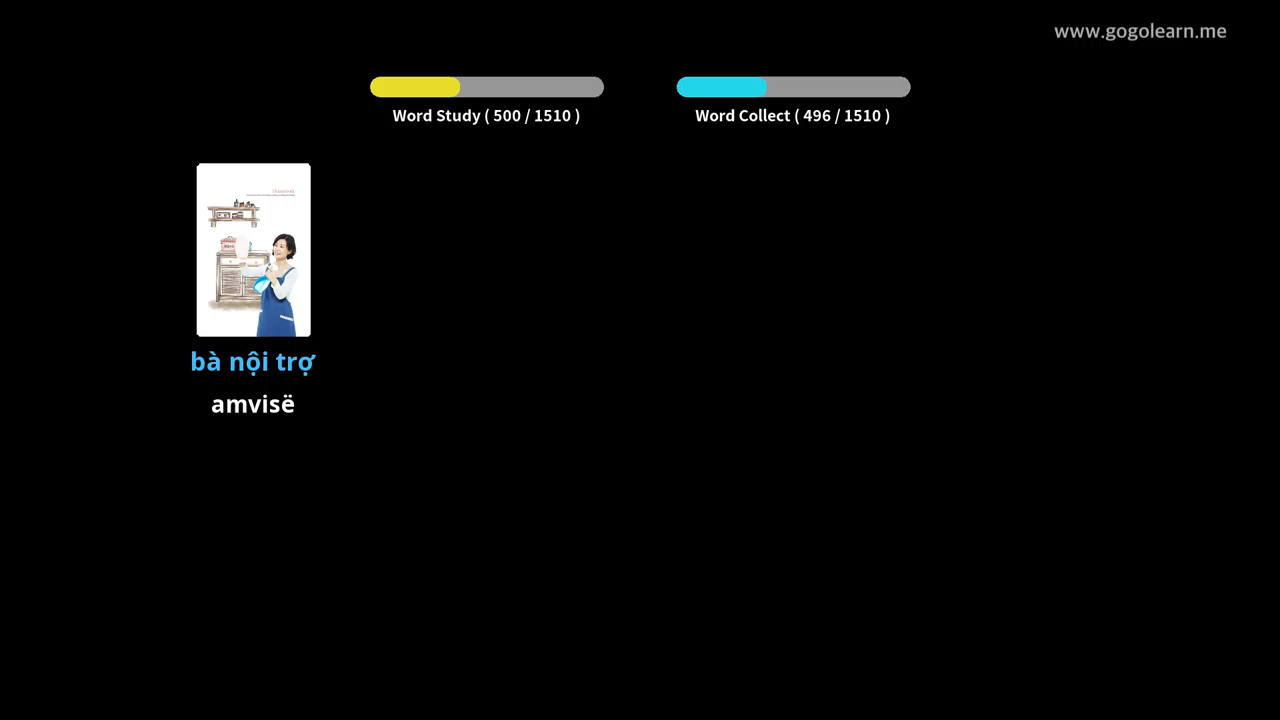 www.gogolearn.me
Word Study ( 500 / 1510 )
Word Collect ( 496 / 1510 )
bà nội trợ
amvisë